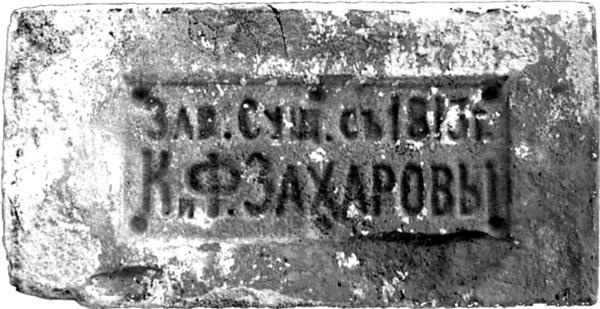 Зав. Сущ. съ 1813 г.
К и Ф. ЗАХАРОВЫ